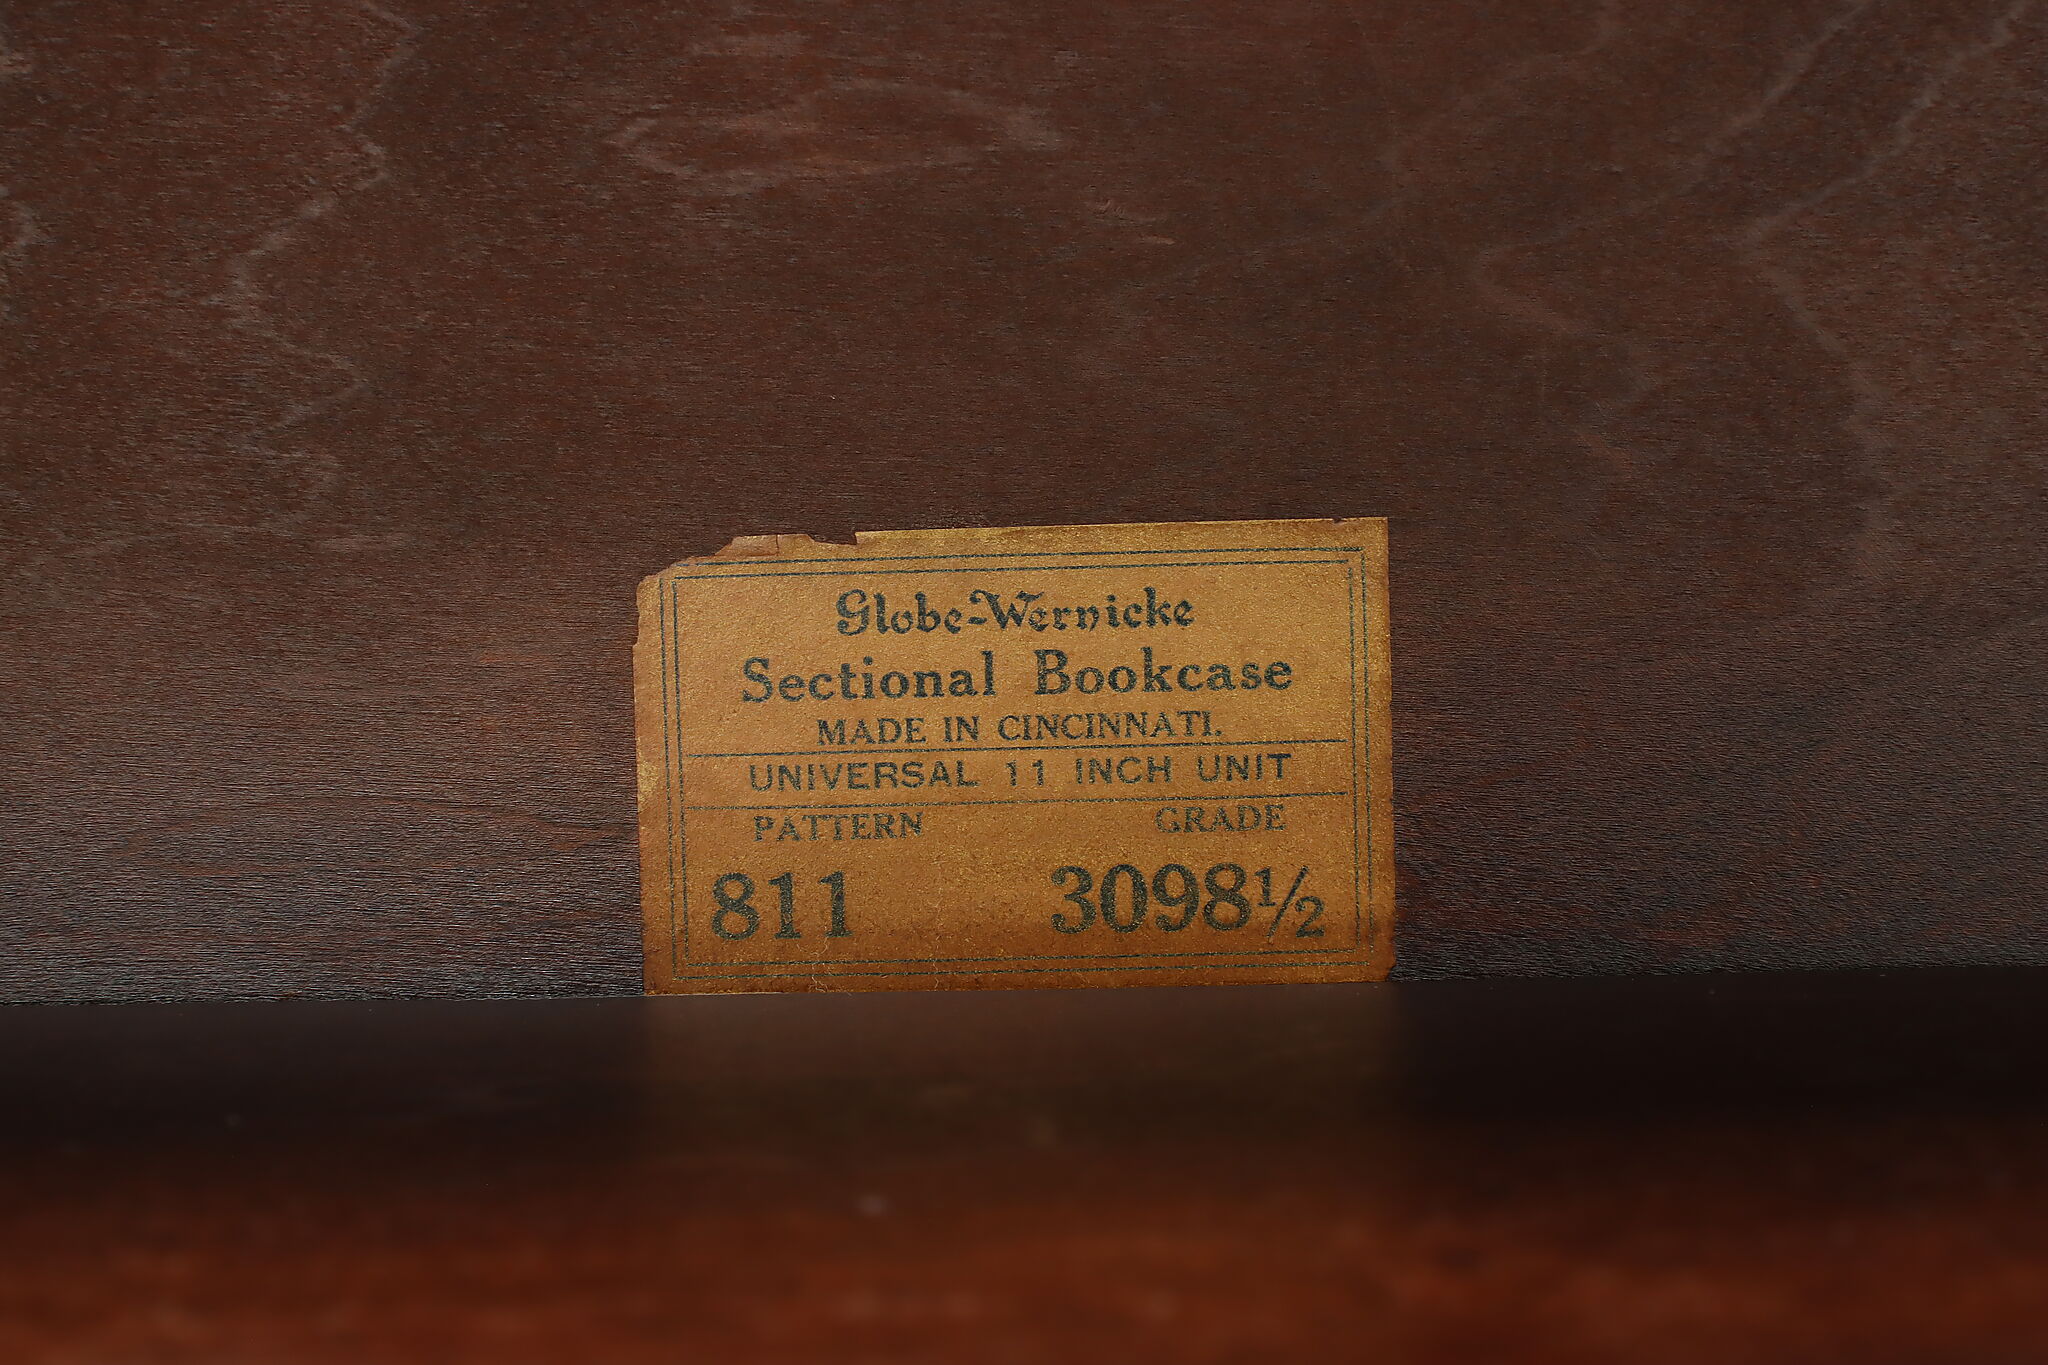 Globe-Wernicke
Sectional Bookcase
MADE IN CINCINNATI.
UNIVERSAL 11 INCH UNIT
PATTERN GRADE
811 3098½